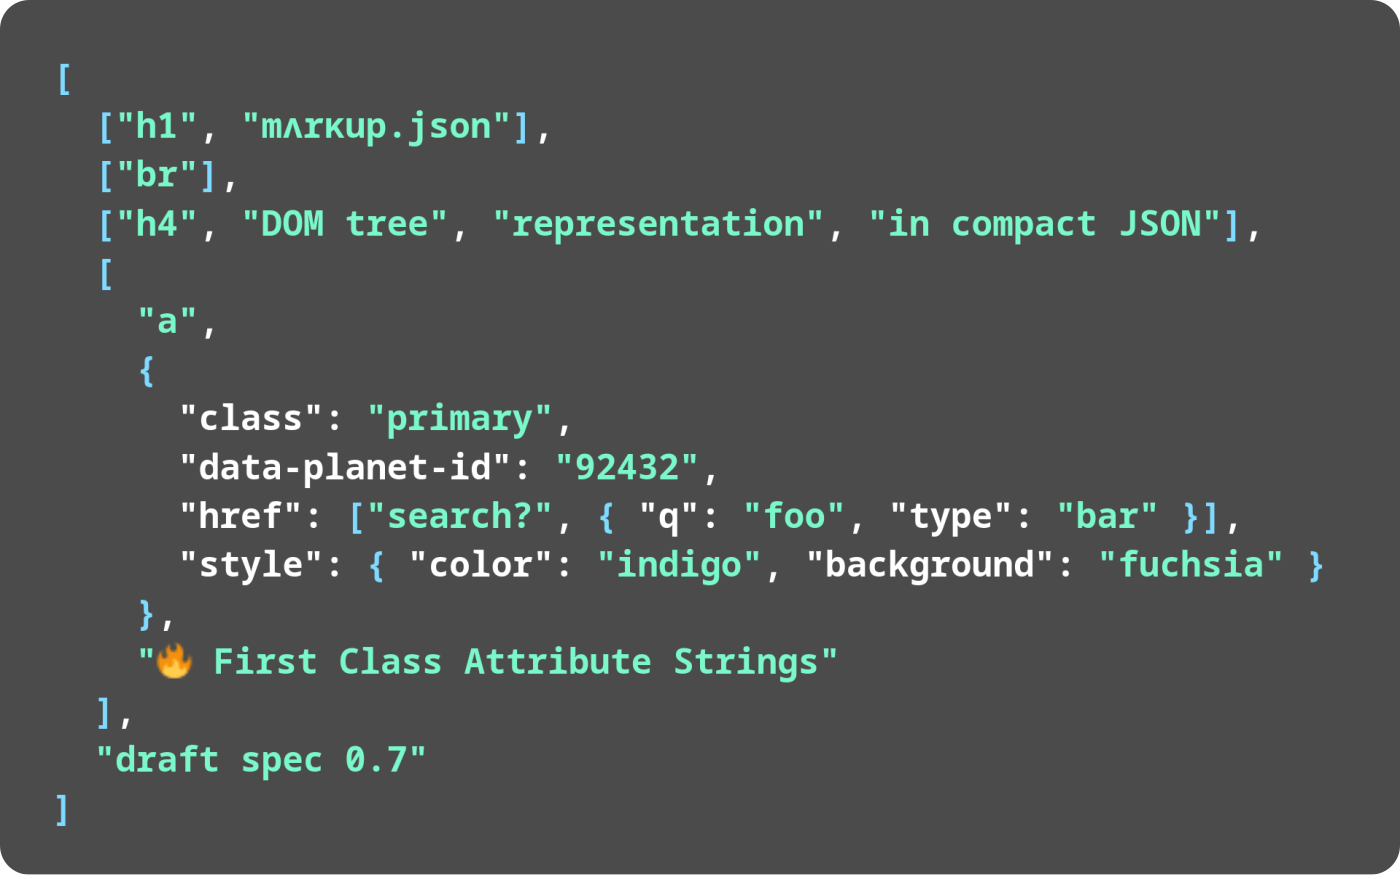 [
  ["h1", "mʌrκup.json"],
  ["br"],
  ["h4", "DOM tree", "representation", "in compact JSON"],
  [
    "a",
    {
      "class": "primary",
      "data-planet-id": "92432",
      "href": ["search?", { "q": "foo", "type": "bar" }],
      "style": { "color": "indigo", "background": "fuchsia" }
    },
    "🔥 First Class Attribute Strings"
  ],
  "draft spec 0.7"
]